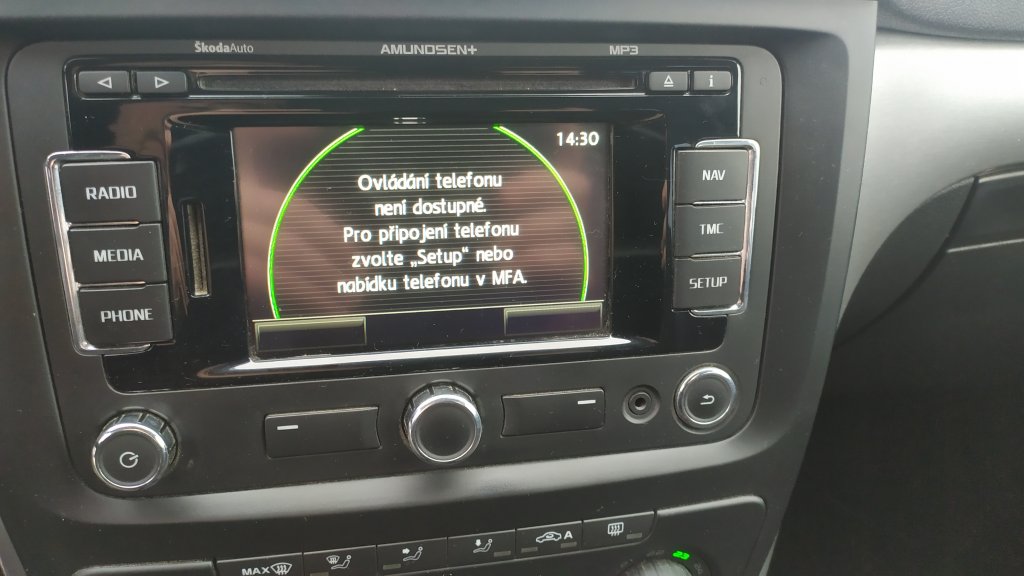 ŠkodaAuto AMUNDSEN+ MP3
i
14:30
RADIO
NAV
Ovládání telefonu
není dostupné.
Pro připojení telefonu
zvolte „Setup“ nebo
nabídku telefonu v MFA.
MEDIA
TMC
PHONE
SETUP
MAX
A